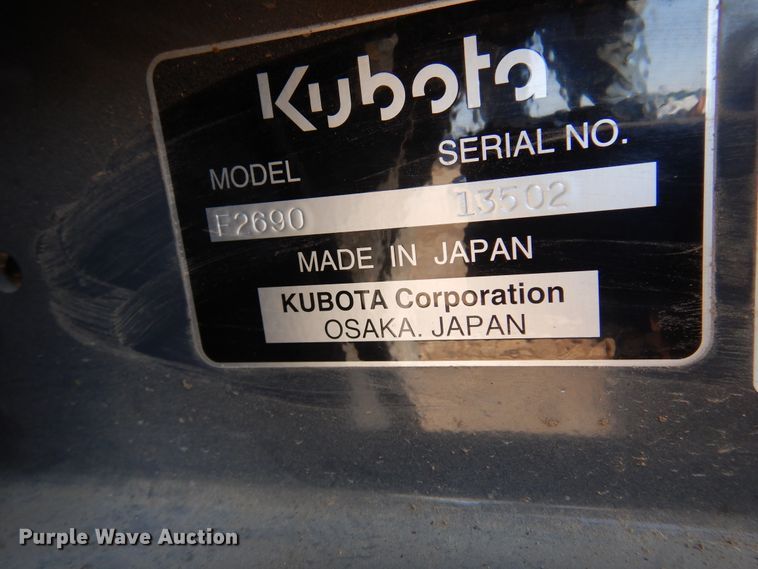 Kubota
MODEL SERIAL NO.
F2690 13502
MADE IN JAPAN
KUBOTA Corporation
OSAKA. JAPAN
Purple Wave Auction